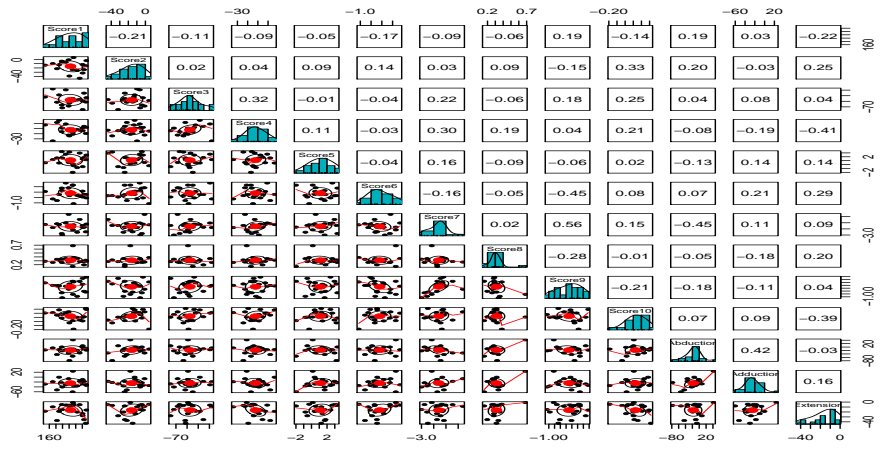 −40 0 −30 −1.0 0.2 0.7 −0.20 −60 20
Score1 −0.21 −0.11 −0.09 −0.05 −0.17 −0.09 −0.06 0.19 −0.14 0.19 0.03 −0.22 160
−40 0 Score2 0.02 0.04 0.09 0.14 0.03 0.09 −0.15 0.33 0.20 −0.03 0.25
Score3 0.32 −0.01 −0.04 0.22 −0.06 0.18 0.25 0.04 0.08 0.04 −70
−30 Score4 0.11 −0.03 0.30 0.19 0.04 0.21 −0.08 −0.19 −0.41
Score5 −0.04 0.16 −0.09 −0.06 0.02 −0.13 0.14 0.14 −2 2
−1.0 Score6 −0.16 −0.05 −0.45 0.08 0.07 0.21 0.29
Score7 0.02 0.56 0.15 −0.45 0.11 0.09 −3.0
0.2 0.7 Score8 −0.28 −0.01 −0.05 −0.18 0.20
Score9 −0.21 −0.18 −0.11 0.04 −1.00
−0.20 Score10 0.07 0.09 −0.39
Abduction 0.42 −0.03 −80 20
−60 20 Adduction 0.16
Extension −40 0
160 −70 −2 2 −3.0 −1.00 −80 20 −40 0